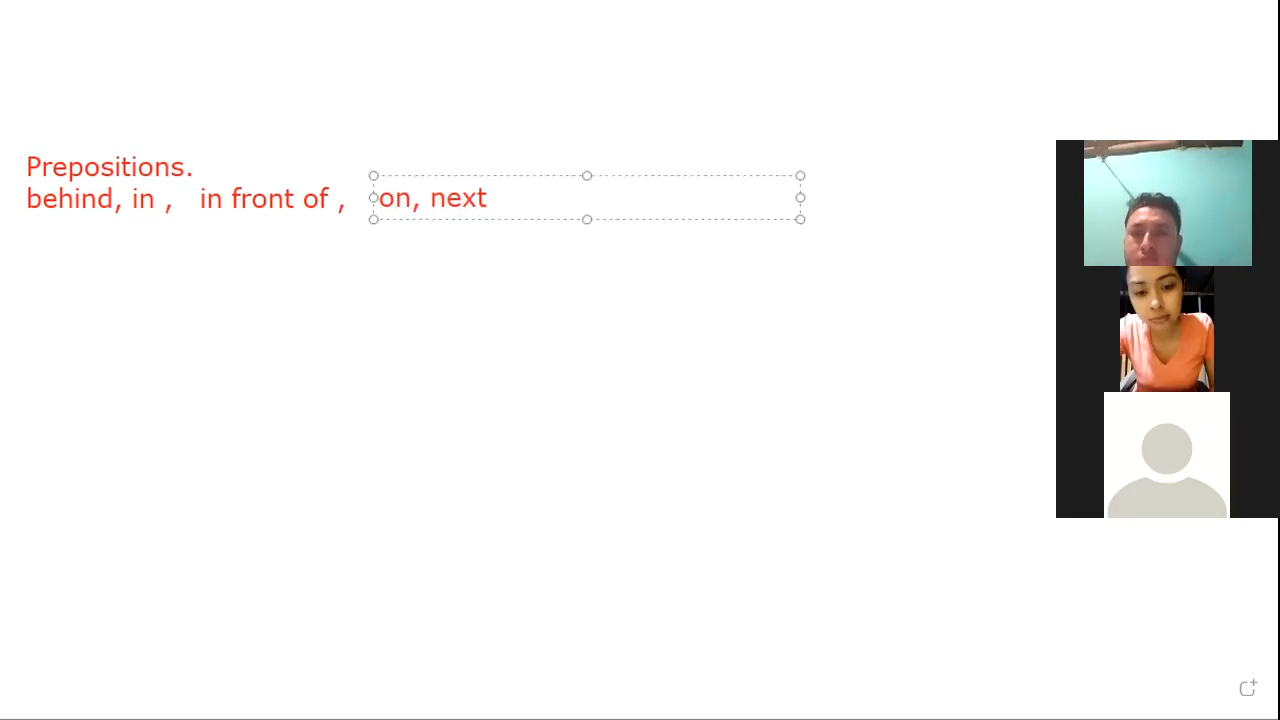 Prepositions.
behind, in , in front of , on, next